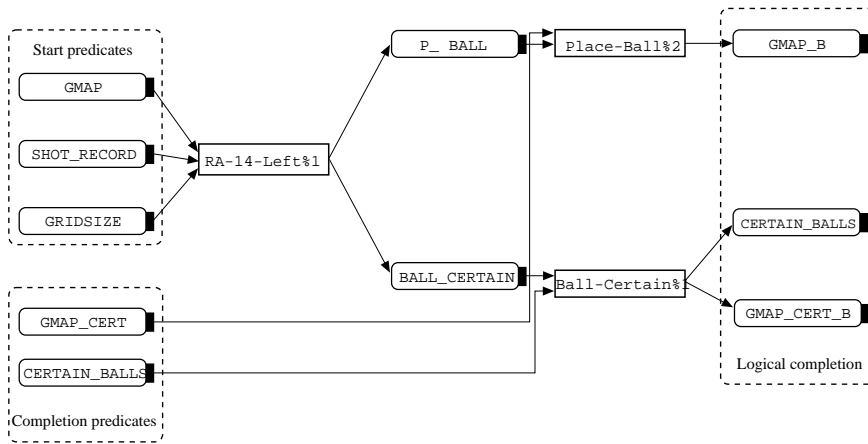 Start predicates
GMAP
SHOT_RECORD
GRIDSIZE
RA-14-Left%1
P_ BALL
BALL_CERTAIN
Place-Ball%2
Ball-Certain%1
GMAP_B
CERTAIN_BALLS
GMAP_CERT_B
Logical completion
GMAP_CERT
CERTAIN_BALLS
Completion predicates